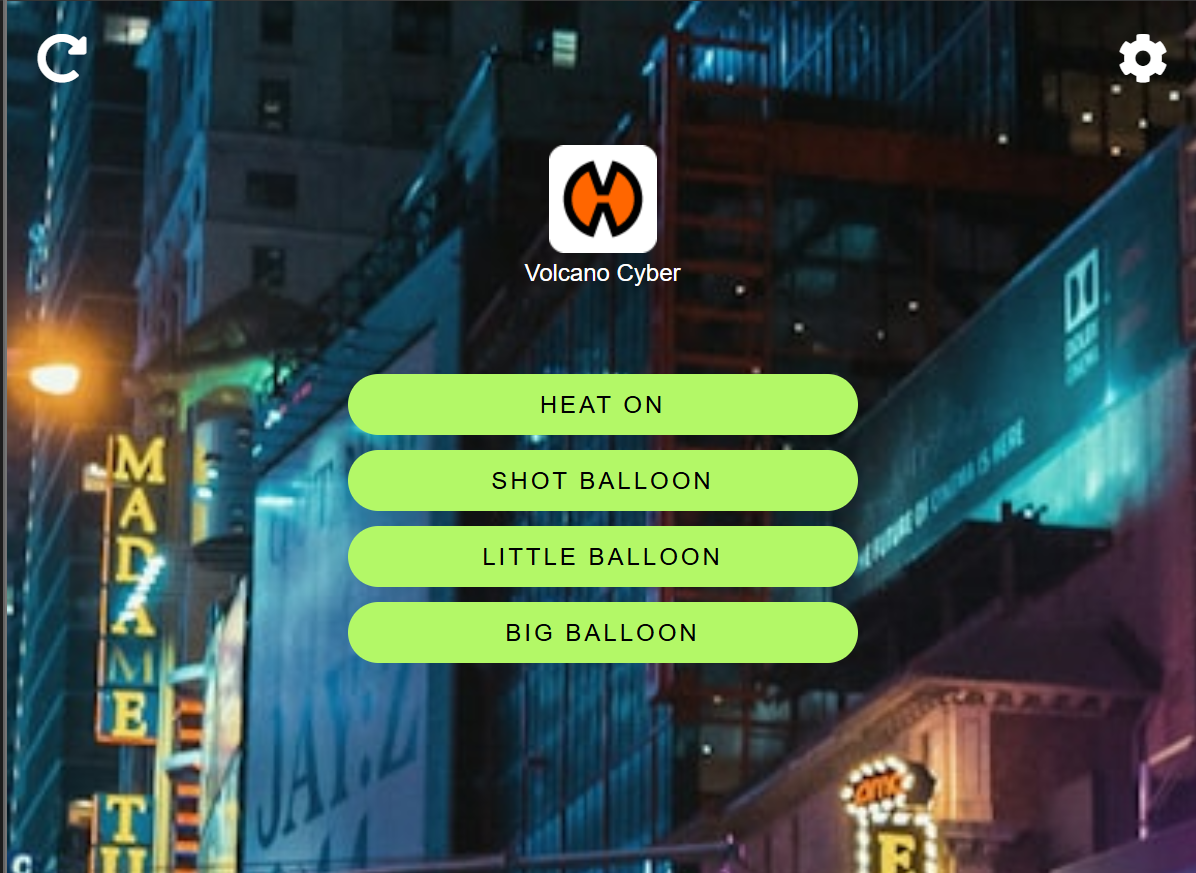 Volcano Cyber
HEAT ON
SHOT BALLOON
LITTLE BALLOON
BIG BALLOON
DOLBY
CINEMA
FUTURE OF CINEMA IS HERE
MADAME
TU
JAY-Z
amc
E